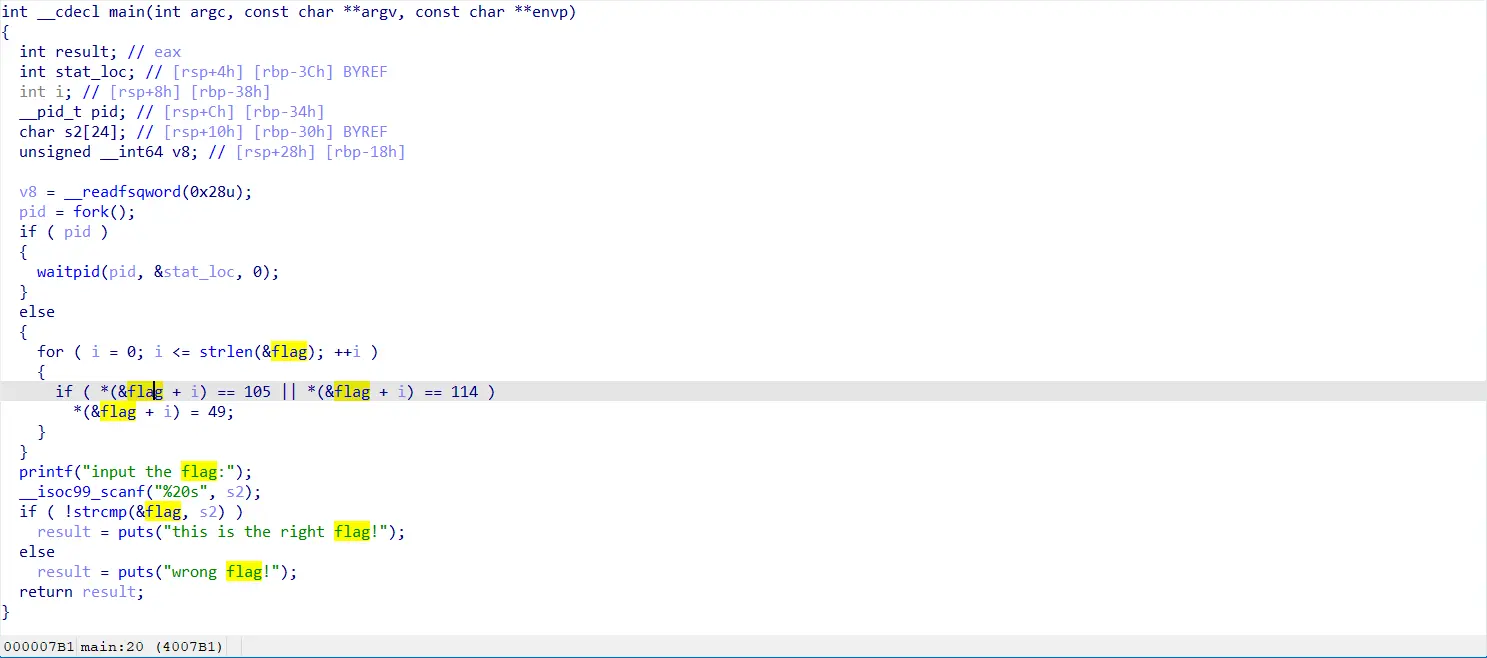 int __cdecl main(int argc, const char **argv, const char **envp)
{
  int result; // eax
  int stat_loc; // [rsp+4h] [rbp-3Ch] BYREF
  int i; // [rsp+8h] [rbp-38h]
  __pid_t pid; // [rsp+Ch] [rbp-34h]
  char s2[24]; // [rsp+10h] [rbp-30h] BYREF
  unsigned __int64 v8; // [rsp+28h] [rbp-18h]

  v8 = __readfsqword(0x28u);
  pid = fork();
  if ( pid )
  {
    waitpid(pid, &stat_loc, 0);
  }
  else
  {
    for ( i = 0; i <= strlen(&flag); ++i )
    {
      if ( *(&flag + i) == 105 || *(&flag + i) == 114 )
        *(&flag + i) = 49;
    }
  }
  printf("input the flag:");
  __isoc99_scanf("%20s", s2);
  if ( !strcmp(&flag, s2) )
    result = puts("this is the right flag!");
  else
    result = puts("wrong flag!");
  return result;
}
000007B1 main:20 (4007B1)